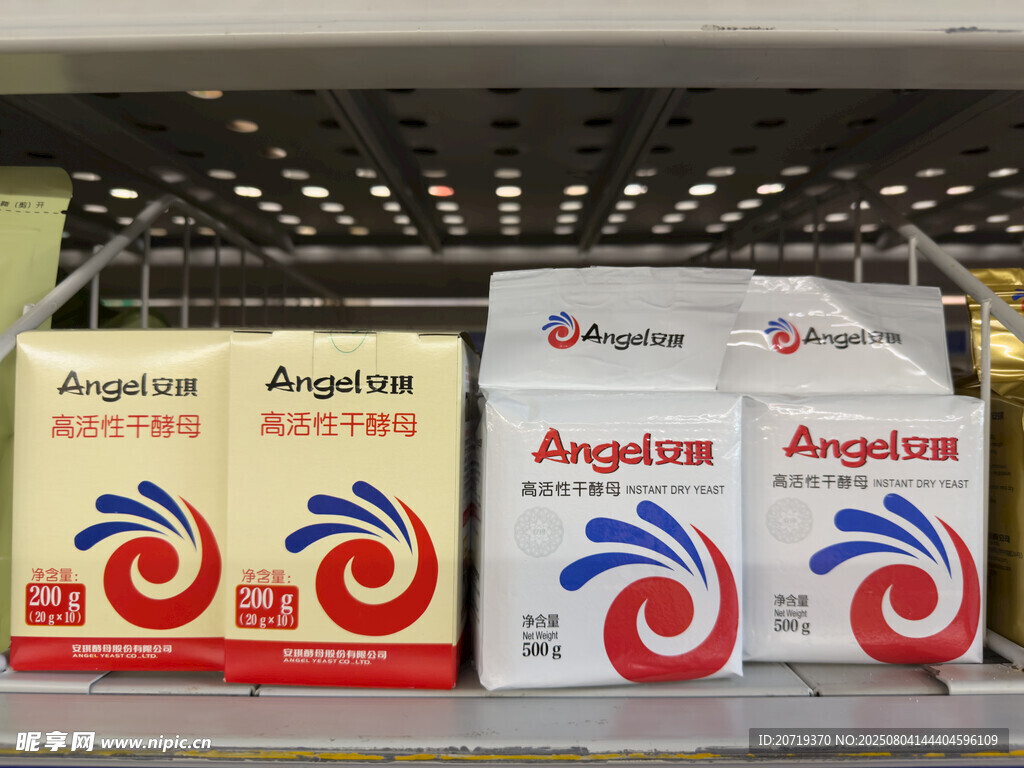 Angel安琪
高活性干酵母
净含量:
200 g
(20 g×10)
安琪酵母股份有限公司
ANGEL YEAST CO.,LTD.
Angel安琪
高活性干酵母
净含量:
200 g
(20 g×10)
安琪酵母股份有限公司
ANGEL YEAST CO.,LTD.
Angel安琪
Angel安琪
高活性干酵母 INSTANT DRY YEAST
净含量
Net Weight
500 g
Angel安琪
Angel安琪
高活性干酵母 INSTANT DRY YEAST
净含量
Net Weight
500 g
昵享网 www.nipic.cn
ID:20719370 NO:20250804144404596109